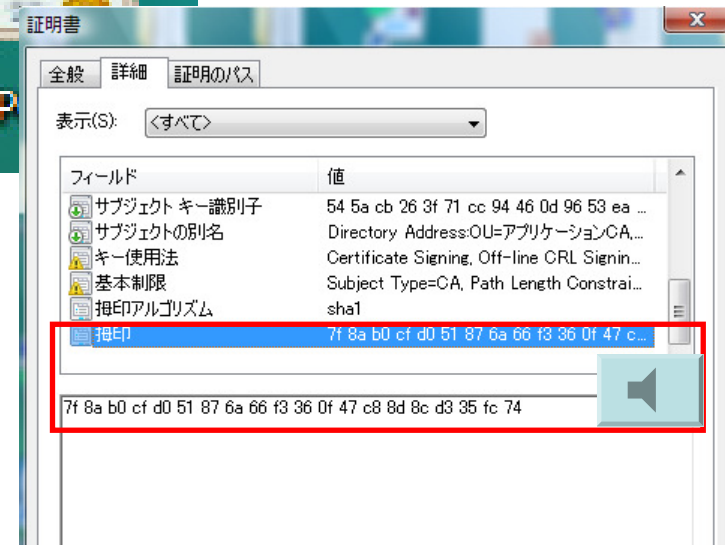 証明書
全般 詳細 証明のパス
表示(S): <すべて>
フィールド 値
サブジェクト キー識別子 54 5a cb 26 3f 71 cc 94 46 0d 96 53 ea ...
サブジェクトの別名 Directory Address:OU=アプリケーションCA,...
キー使用法 Certificate Signing, Off-line CRL Signin...
基本制限 Subject Type=CA, Path Length Constrai...
拇印アルゴリズム sha1
拇印 7f 8a b0 cf d0 51 87 6a 66 f3 36 0f 47 c...
7f 8a b0 cf d0 51 87 6a 66 f3 36 0f 47 c8 8d 8c d3 35 fc 74